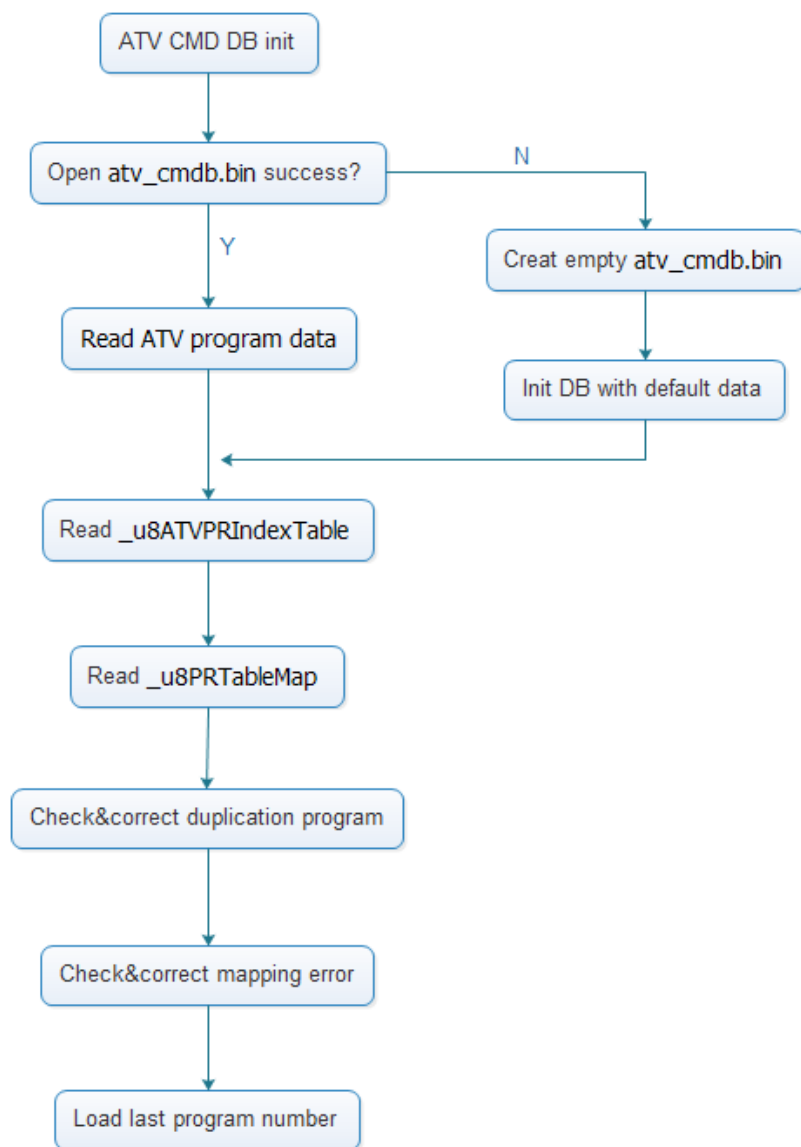 ATV CMD DB init
Open atv_cmdb.bin success?
N
Y
Creat empty atv_cmdb.bin
Read ATV program data
Init DB with default data
Read _u8ATVPRIndexTable
Read _u8PRTableMap
Check&correct duplication program
Check&correct mapping error
Load last program number